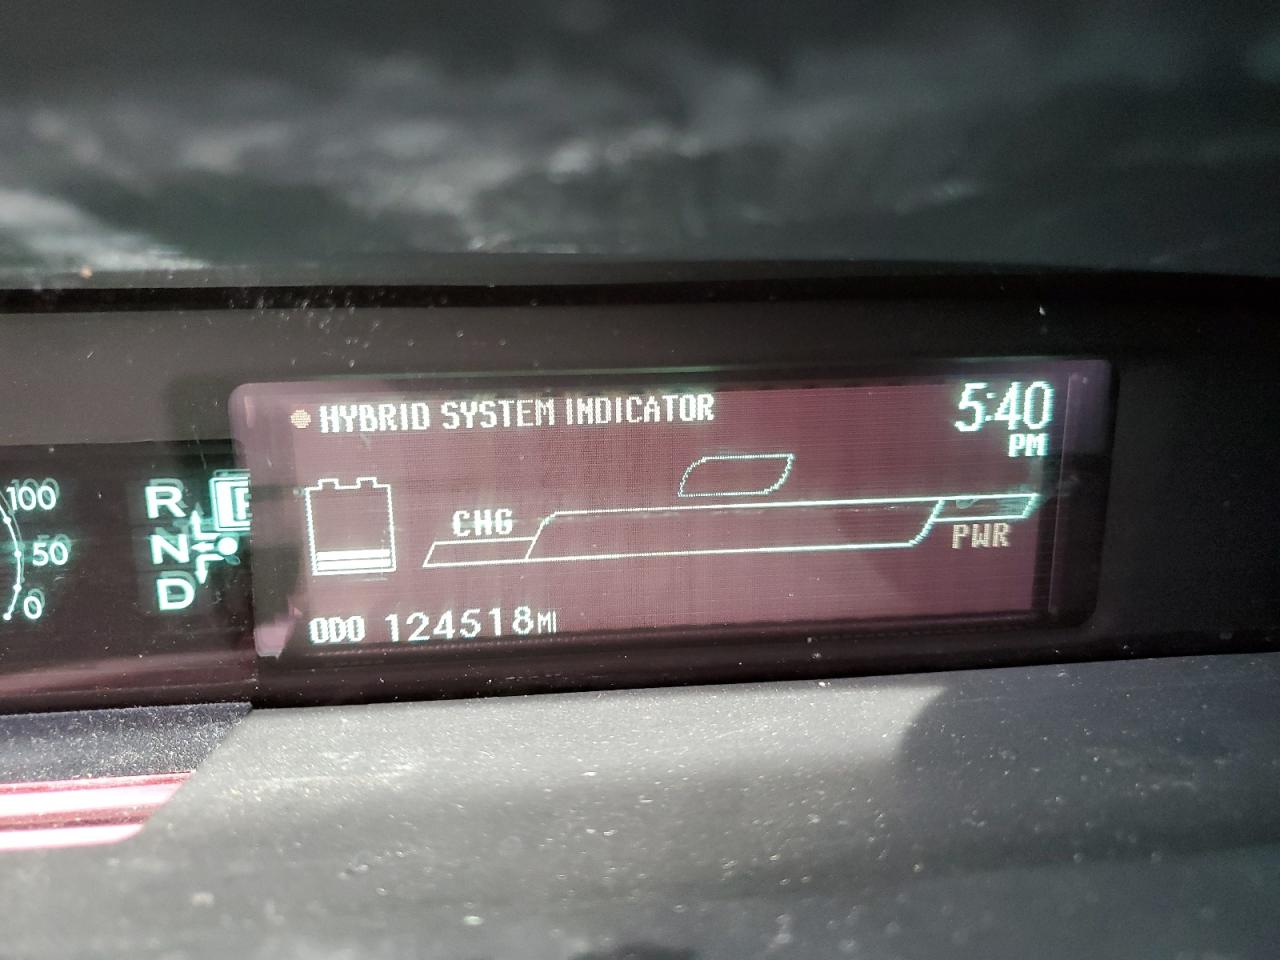 HYBRID SYSTEM INDICATOR
5:40
PM
100
50
0
R
N
D
P
CHG
PWR
ODO 124518MI